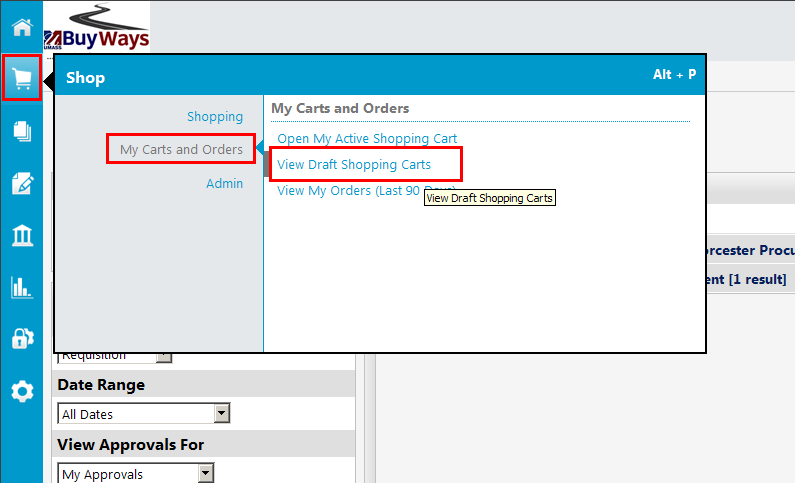 UMASS BuyWays
...
Shop
Alt + P
Shopping
My Carts and Orders
Admin
My Carts and Orders
Open My Active Shopping Cart
View Draft Shopping Carts
View My Orders (Last 90 Days)
View Draft Shopping Carts
orcester Procu
ent [1 result]
Requisition
Date Range
All Dates
View Approvals For
My Approvals